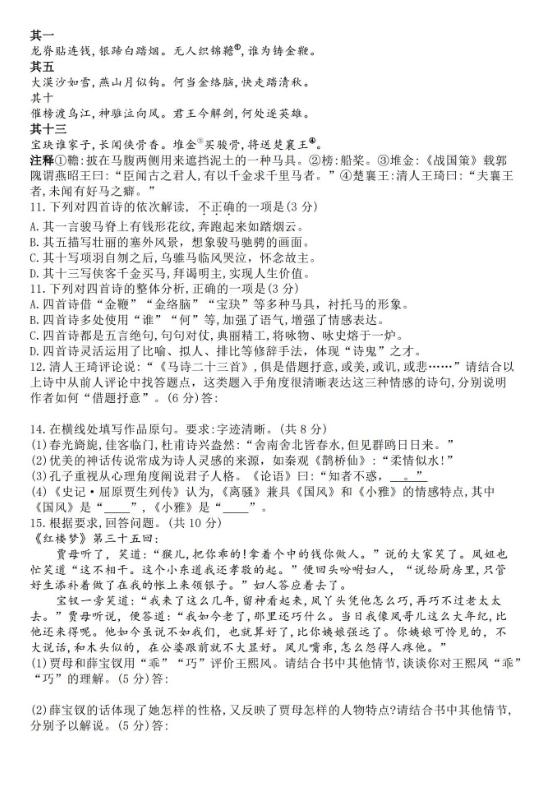 其一
龙脊贴连钱,银蹄白踏烟。无人织锦韂①,谁为铸金鞭。
其五
大漠沙如雪,燕山月似钩。何当金络脑,快走踏清秋。
其十
催榜渡乌江,神骓泣向风。君王今解剑,何处逐英雄。
其十三
宝玦谁家子,长闻侠骨香。堆金③买骏骨,将送楚襄王④。
注释①韂:披在马腹两侧用来遮挡泥土的一种马具。②榜:船桨。③堆金:《战国策》载郭
隗谓燕昭王曰:“臣闻古之君人,有以千金求千里马者。”④楚襄王:清人王琦曰:“夫襄王
者,未闻有好马之癖。”
11.下列对四首诗的依次解读,不正确的一项是(3分)
A.其一言骏马脊上有钱形花纹,奔跑起来如踏烟云。
B.其五描写壮丽的塞外风景,想象骏马驰骋的画面。
C.其十写项羽自刎之后,乌骓马临风哭泣,怀念故主。
D.其十三写侠客千金买马,拜谒明主,实现人生价值。
11.下列对四首诗的整体分析,正确的一项是(3分)
A.四首诗借“金鞭”“金络脑”“宝玦”等多种马具,衬托马的形象。
B.四首诗多处使用“谁”“何”等,加强了语气,增强了情感表达。
C.四首诗都是五言绝句,句句对仗,典丽精工,将咏物、咏史熔于一炉。
D.四首诗灵活运用了比喻、拟人、排比等修辞手法,体现“诗鬼”之才。
12.清人王琦评论说:“《马诗二十三首》,俱是借题抒意,或美,或讥,或悲……”请结合以
上诗中从前人评论中找答题点,这类题入手角度很清晰表达这三种情感的诗句,分别说明
作者如何“借题抒意”。(6分)答:
14.在横线处填写作品原句。要求:字迹清晰。(共8分)
(1)春光旖旎,佳客临门,杜甫诗兴盎然:“舍南舍北皆春水,但见群鸥日日来。”
(2)优美的神话传说常成为诗人灵感的来源,如秦观《鹊桥仙》:“柔情似水!”
(3)孔子重视从心理角度阐说君子人格。《论语》曰:“知者不惑,____。”
(4)《史记·屈原贾生列传》认为,《离骚》兼具《国风》和《小雅》的情感特点,其中
《国风》是“____”,《小雅》是“____”。
15.根据要求,回答问题。(共10分)
《红楼梦》第三十五回:
贾母听了,笑道:“猴儿,把你乖的!拿着个中的钱你做人。”说的大家笑了。凤姐也
忙笑道“这不相干。这个小东道我还孝敬的起。”便回头吩咐妇人,“说给厨房里,只管
好生添补着做了在我的帐上来领银子。”妇人答应着去了。
宝钗一旁笑道:“我来了这么几年,留神看起来,凤丫头凭他怎么巧,再巧不过老太太
去。”贾母听说,便答道:“我如今老了,那里还巧什么。当日我像凤哥儿这么大年纪,比
他还来得呢。他如今虽说不如我们,也就算好了,比你姨娘强远了。你姨娘可怜见的,不
大说话,和木头似的,在公婆跟前就不大显好。凤儿嘴乖,怎么怨得人疼他。”
(1)贾母和薛宝钗用“乖”“巧”评价王熙凤。请结合书中其他情节,谈谈你对王熙凤“乖”
“巧”的理解。(5分)答:
(2)薛宝钗的话体现了她怎样的性格,又反映了贾母怎样的人物特点?请结合书中其他情节,
分别予以解说。(5分)答: